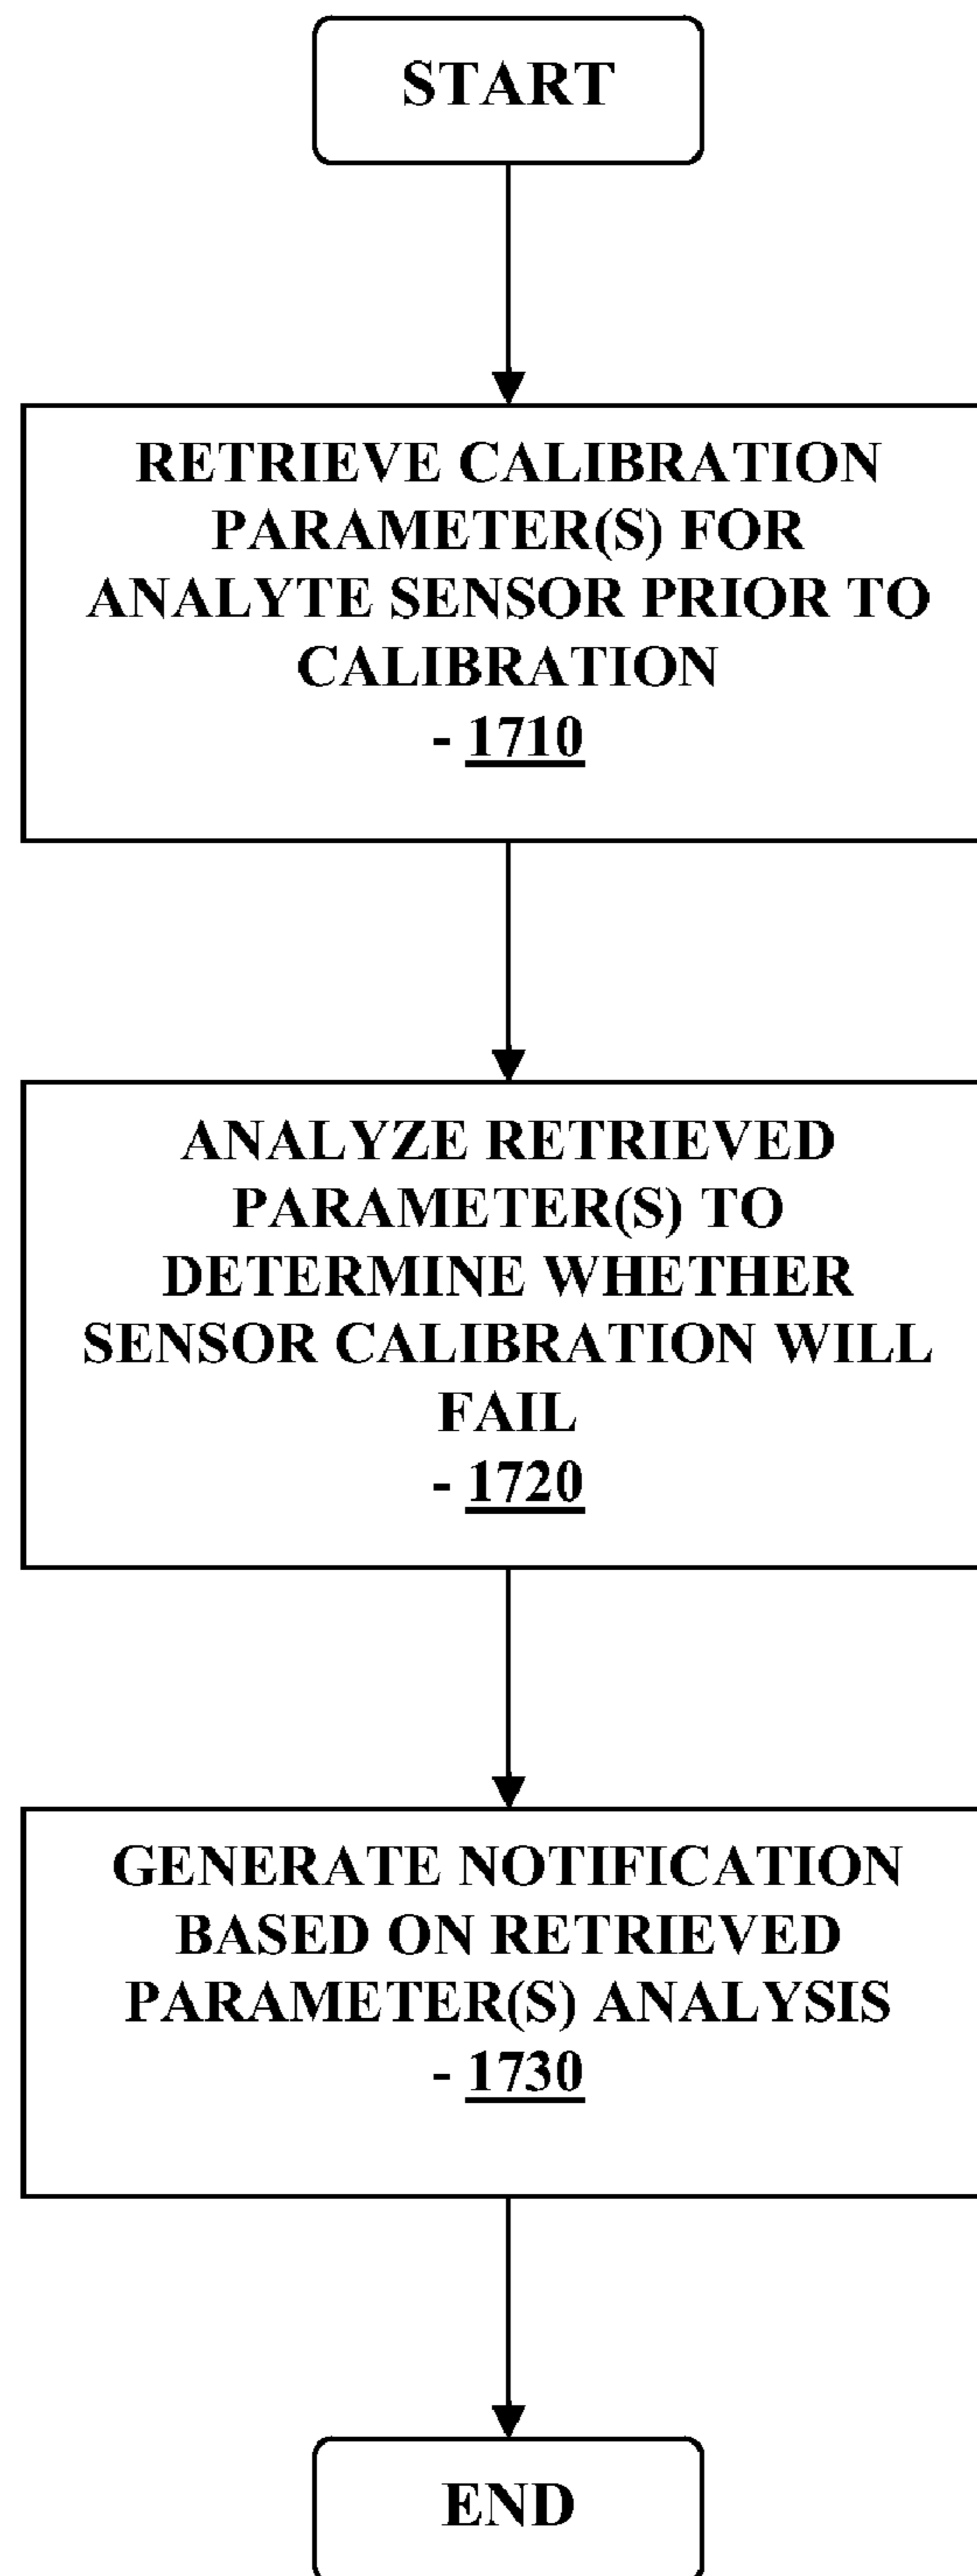 START
RETRIEVE CALIBRATION
PARAMETER(S) FOR
ANALYTE SENSOR PRIOR TO
CALIBRATION
- 1710
ANALYZE RETRIEVED
PARAMETER(S) TO
DETERMINE WHETHER
SENSOR CALIBRATION WILL
FAIL
- 1720
GENERATE NOTIFICATION
BASED ON RETRIEVED
PARAMETER(S) ANALYSIS
- 1730
END